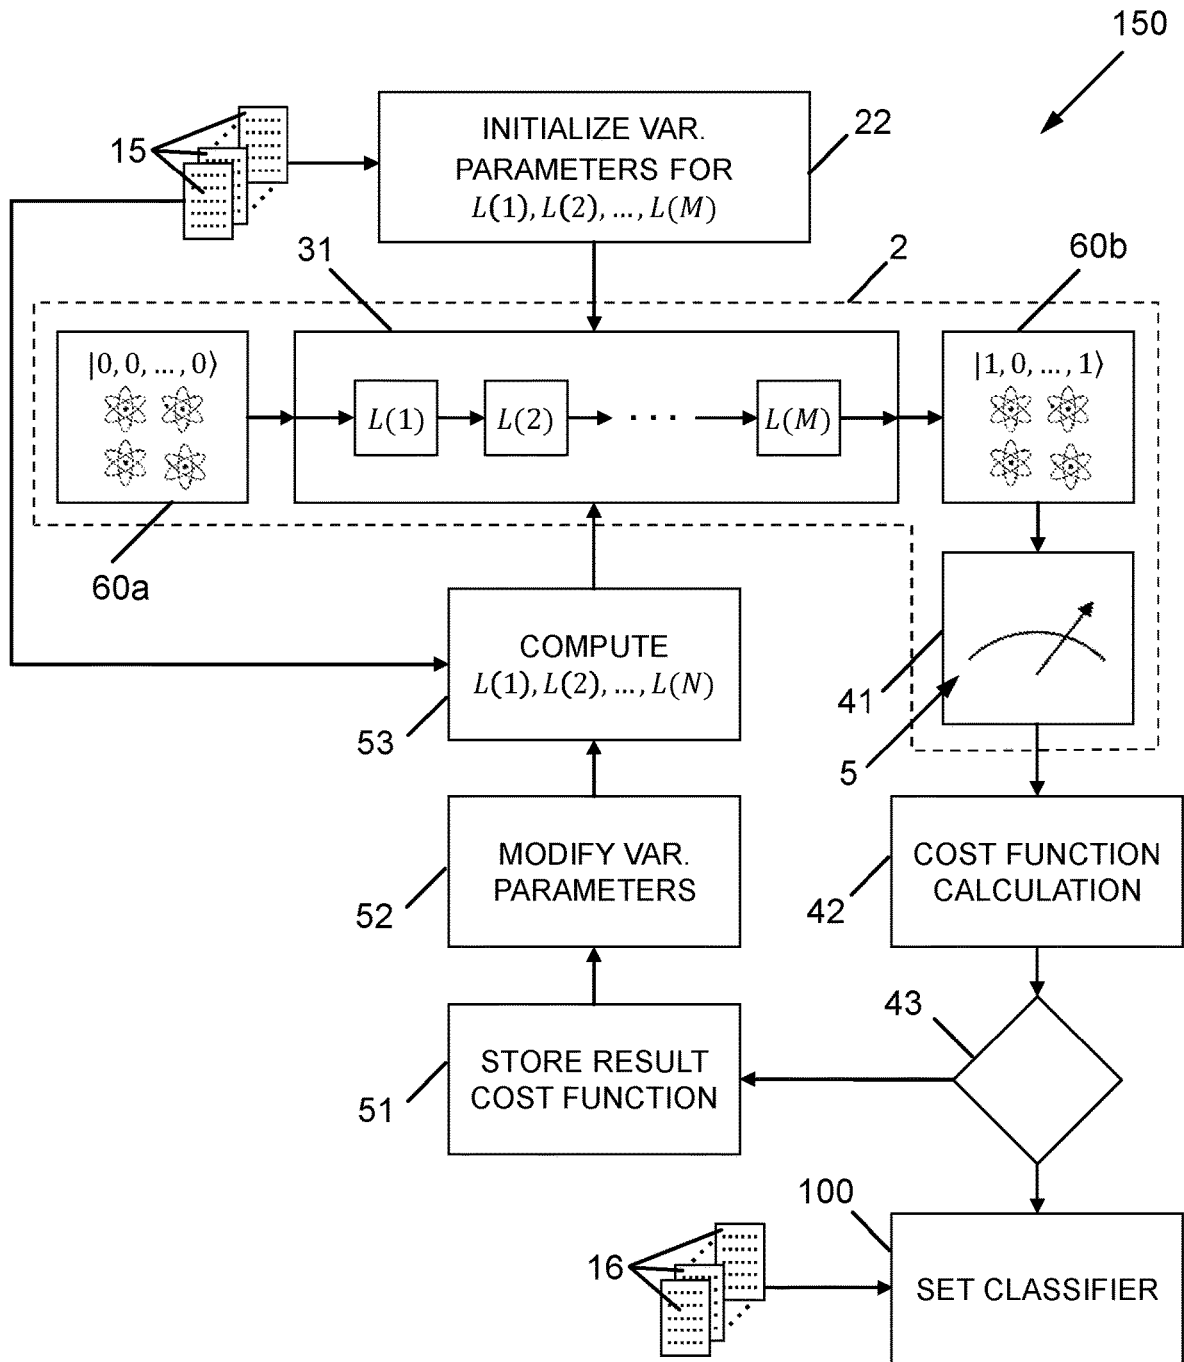 150
15
INITIALIZE VAR.
PARAMETERS FOR
L(1), L(2), ..., L(M)
22
31
2
60b
|0, 0, ..., 0⟩
L(1)
L(2)
. . .
L(M)
|1, 0, ..., 1⟩
60a
COMPUTE
L(1), L(2), ..., L(N)
53
41
5
MODIFY VAR.
PARAMETERS
52
COST FUNCTION
CALCULATION
42
43
STORE RESULT
COST FUNCTION
51
100
16
SET CLASSIFIER